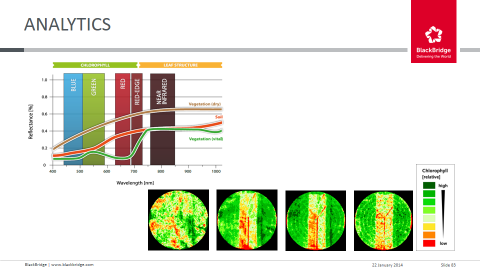 ANALYTICS
BlackBridge
Delivering the World
CHLOROPHYLL
LEAF STRUCTURE
Reflectance [%]
1.0
0.8
0.6
0.4
0.2
0
BLUE
GREEN
RED
RED-EDGE
NEAR
INFRARED
Vegetation (dry)
Soil
Vegetation (vital)
400
500
600
700
800
900
1000
Wavelength [nm]
Chlorophyll
[relative]
high
low
BlackBridge | www.blackbridge.com
22 January 2014
Slide 85